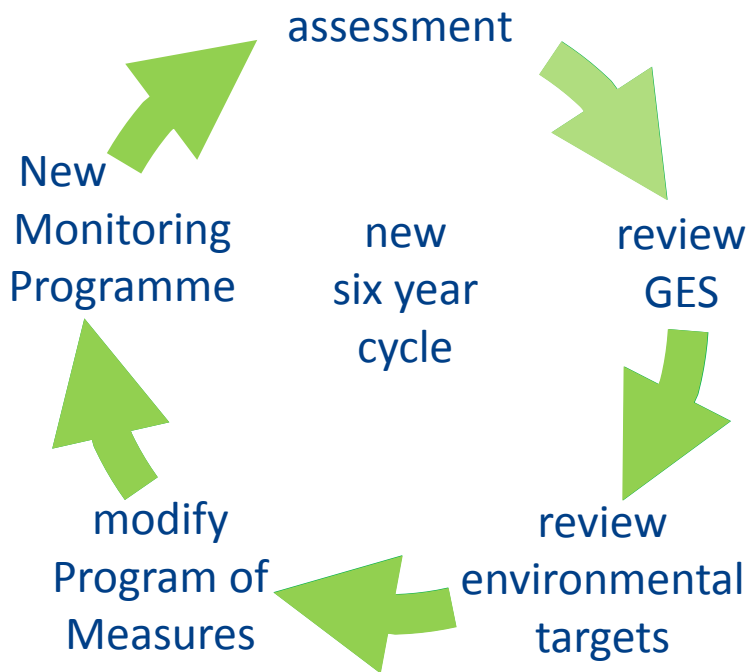 assessment
review
GES
review
environmental
targets
modify
Program of
Measures
New
Monitoring
Programme
new
six year
cycle